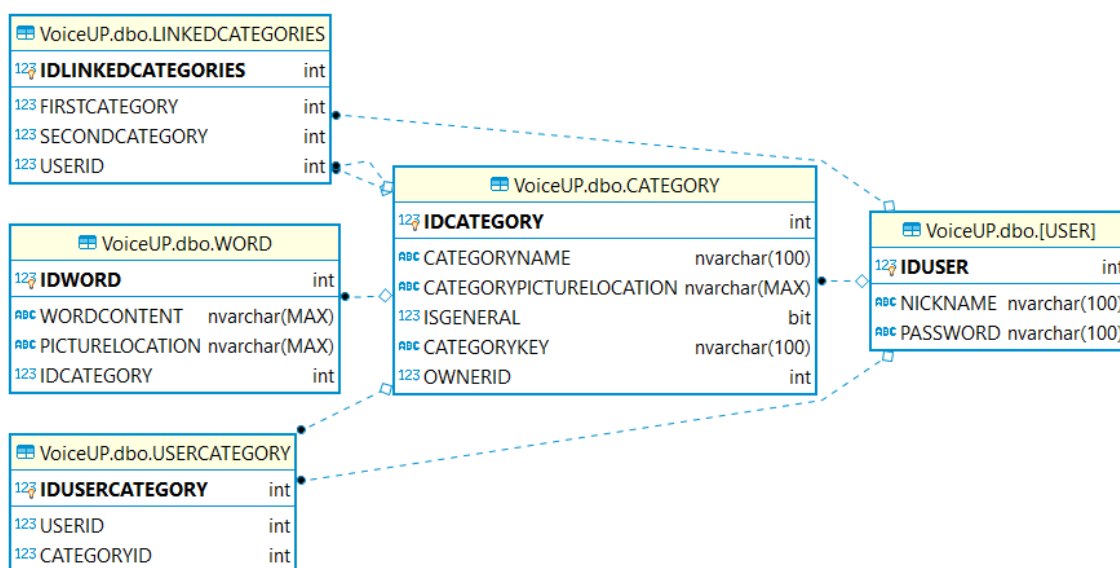 VoiceUP.dbo.LINKEDCATEGORIES
123 IDLINKEDCATEGORIES int
123 FIRSTCATEGORY int
123 SECONDCATEGORY int
123 USERID int
VoiceUP.dbo.WORD
123 IDWORD int
ABC WORDCONTENT nvarchar(MAX)
ABC PICTURELOCATION nvarchar(MAX)
123 IDCATEGORY int
VoiceUP.dbo.USERCATEGORY
123 IDUSERCATEGORY int
123 USERID int
123 CATEGORYID int
VoiceUP.dbo.CATEGORY
123 IDCATEGORY int
ABC CATEGORYNAME nvarchar(100)
ABC CATEGORYPICTURELOCATION nvarchar(MAX)
123 ISGENERAL bit
ABC CATEGORYKEY nvarchar(100)
123 OWNERID int
VoiceUP.dbo.[USER]
123 IDUSER int
ABC NICKNAME nvarchar(100)
ABC PASSWORD nvarchar(100)